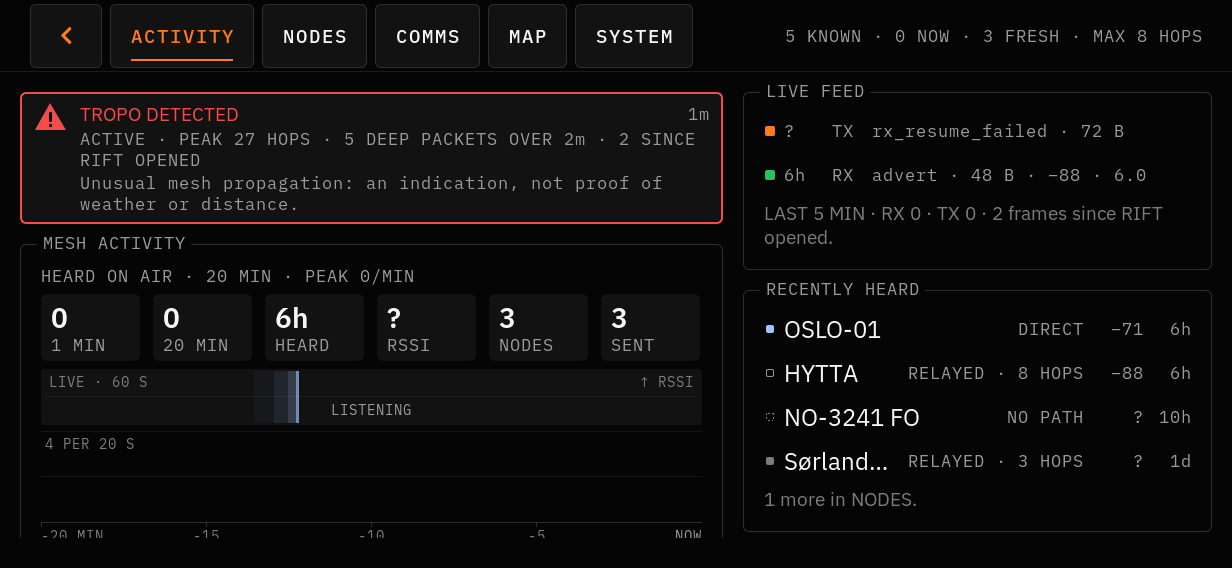 ACTIVITY
NODES
COMMS
MAP
SYSTEM
5 KNOWN · 0 NOW · 3 FRESH · MAX 8 HOPS
TROPO DETECTED
1m
ACTIVE · PEAK 27 HOPS · 5 DEEP PACKETS OVER 2m · 2 SINCE
RIFT OPENED
Unusual mesh propagation: an indication, not proof of
weather or distance.
MESH ACTIVITY
HEARD ON AIR · 20 MIN · PEAK 0/MIN
0
1 MIN
0
20 MIN
6h
HEARD
?
RSSI
3
NODES
3
SENT
LIVE · 60 S
↑ RSSI
LISTENING
4 PER 20 S
-20 MIN
-15
-10
-5
NOW
LIVE FEED
? TX rx_resume_failed · 72 B
6h RX advert · 48 B · −88 · 6.0
LAST 5 MIN · RX 0 · TX 0 · 2 frames since RIFT
opened.
RECENTLY HEARD
OSLO-01 DIRECT −71 6h
HYTTA RELAYED · 8 HOPS −88 6h
NO-3241 FO NO PATH ? 10h
Sørland… RELAYED · 3 HOPS ? 1d
1 more in NODES.